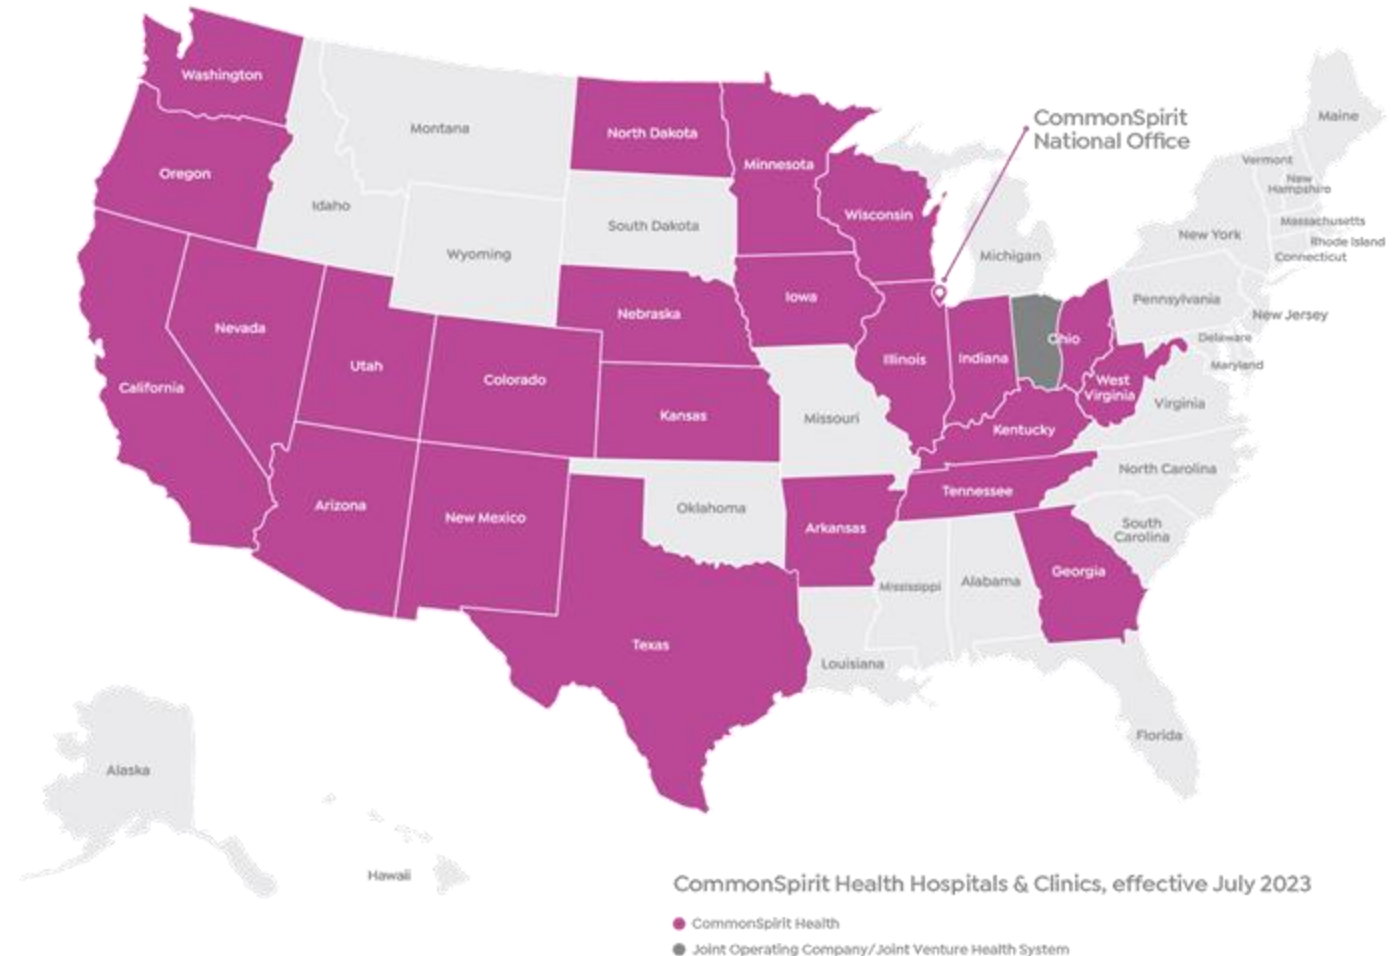 Washington
Montana
North Dakota
Minnesota
CommonSpirit
National Office
Maine
Oregon
Idaho
Wyoming
South Dakota
Wisconsin
Michigan
Vermont
New
Hampshire
Massachusetts
New York
Rhode Island
Connecticut
Nevada
Nebraska
Iowa
Pennsylvania
New Jersey
California
Utah
Colorado
Kansas
Missouri
Illinois
Indiana
Ohio
West
Virginia
Delaware
Maryland
Virginia
Kentucky
Arizona
New Mexico
Oklahoma
Arkansas
Tennessee
North Carolina
South
Carolina
Texas
Louisiana
Mississippi
Alabama
Georgia
Florida
Alaska
Hawaii
CommonSpirit Health Hospitals & Clinics, effective July 2023
CommonSpirit Health
Joint Operating Company/Joint Venture Health System